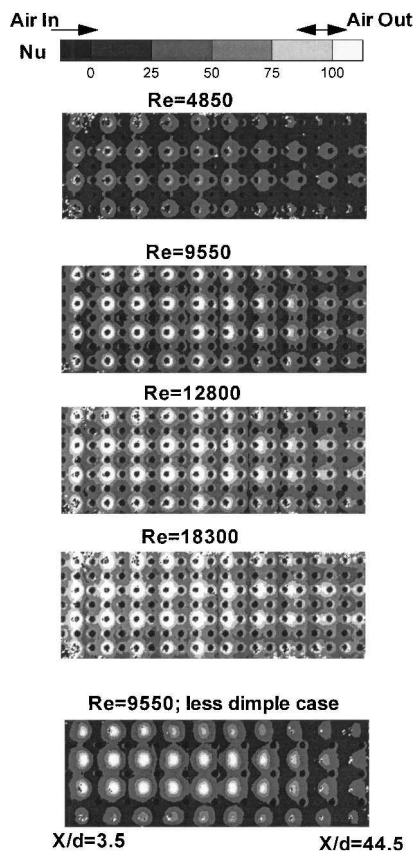 Air In
Air Out
Nu
0 25 50 75 100
Re=4850
Re=9550
Re=12800
Re=18300
Re=9550; less dimple case
X/d=3.5 X/d=44.5